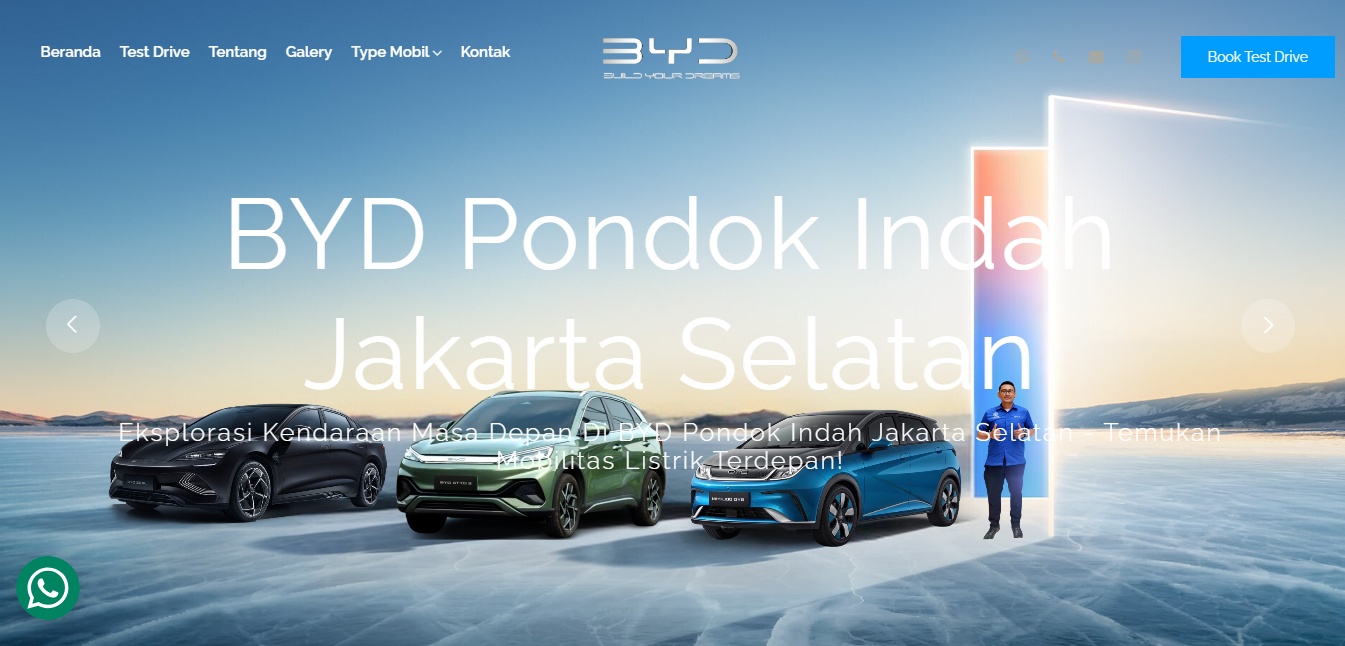 Beranda Test Drive Tentang Galery Type Mobil Kontak
BYD
BUILD YOUR DREAMS
Book Test Drive
BYD Pondok Indah
Jakarta Selatan
Eksplorasi Kendaraan Masa Depan Di BYD Pondok Indah Jakarta Selatan - Temukan
Mobilitas Listrik Terdepan!